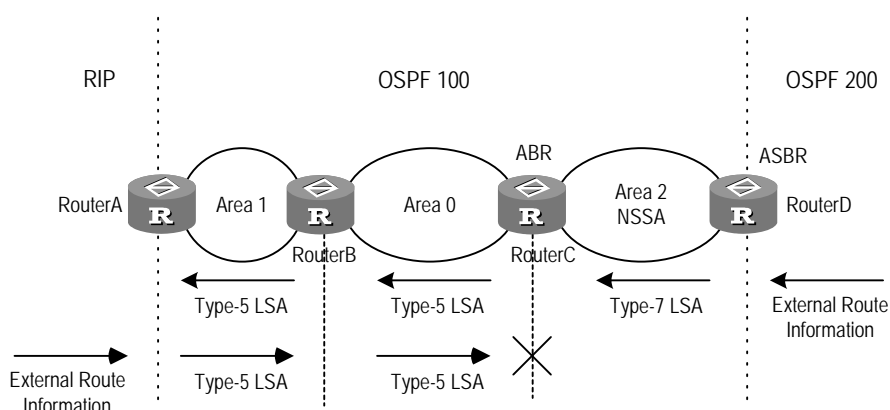 RIP
OSPF 100
OSPF 200
ABR
ASBR
RouterA
R
Area 1
R
Area 0
R
Area 2
NSSA
R
RouterD
RouterB
RouterC
Type-5 LSA
Type-5 LSA
Type-7 LSA
External Route
Information
External Route
Information
Type-5 LSA
Type-5 LSA